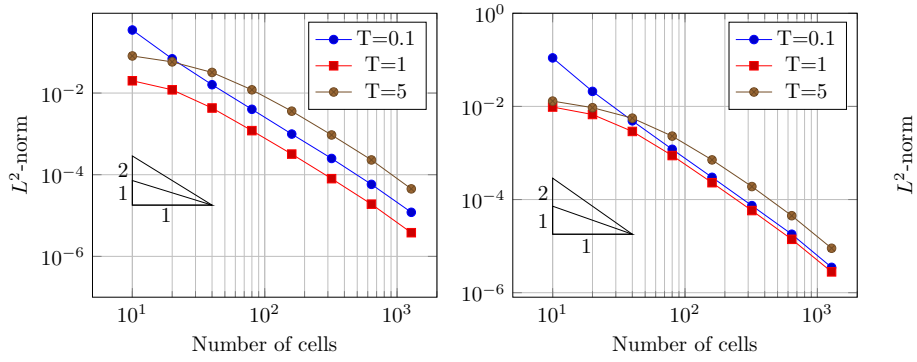 L²-norm
10⁻²
10⁻⁴
10⁻⁶
10¹
10²
10³
Number of cells
T=0.1
T=1
T=5
2
1
1
L²-norm
10⁰
10⁻²
10⁻⁴
10⁻⁶
10¹
10²
10³
Number of cells
T=0.1
T=1
T=5
2
1
1
L²-norm